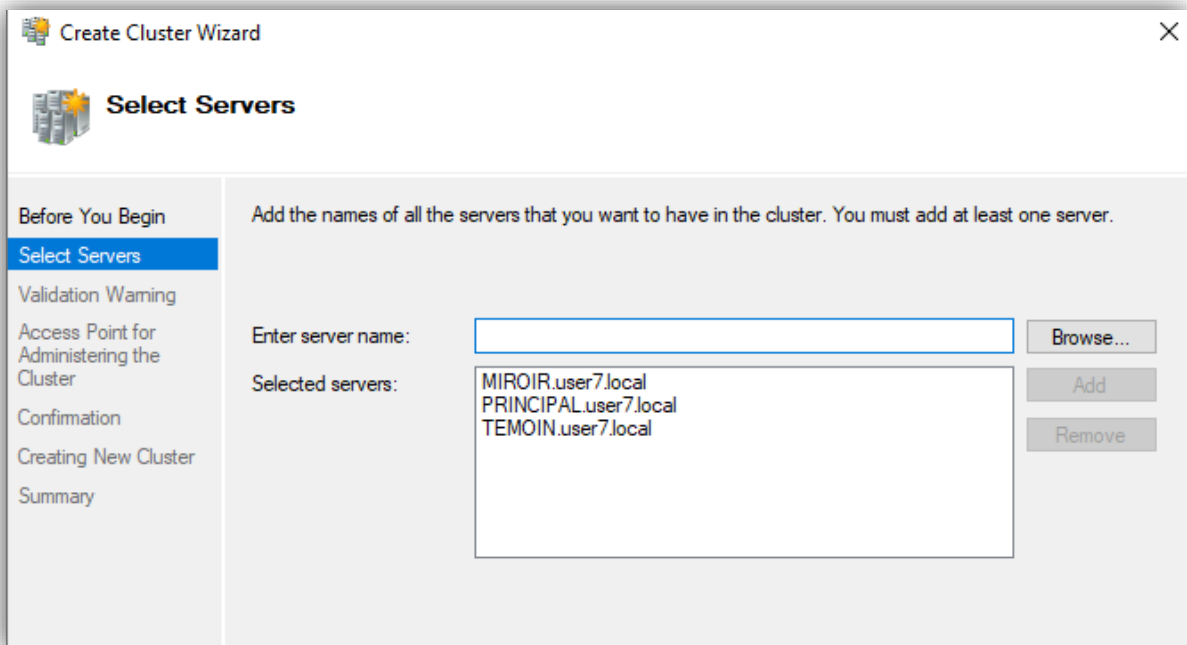 Create Cluster Wizard
Select Servers
Before You Begin
Select Servers
Validation Warning
Access Point for
Administering the
Cluster
Confirmation
Creating New Cluster
Summary
Add the names of all the servers that you want to have in the cluster. You must add at least one server.
Enter server name:
Browse...
Selected servers:
MIROIR.user7.local
PRINCIPAL.user7.local
TEMOIN.user7.local
Add
Remove